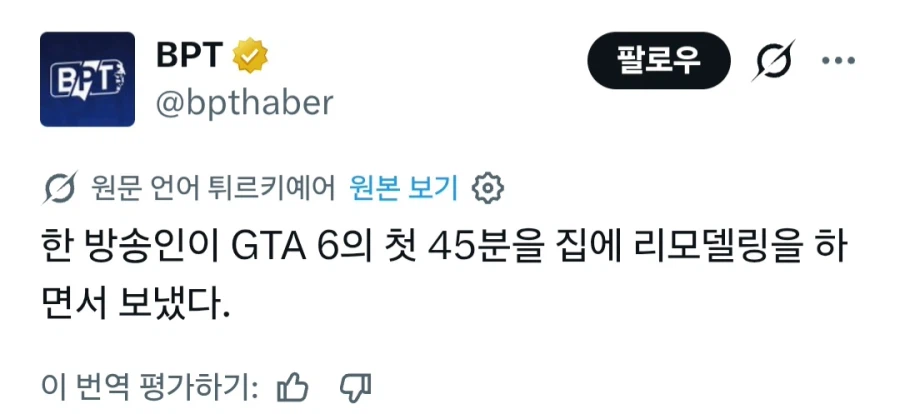 BPT
@bpthaber
팔로우
BPT
원문 언어 튀르키예어 원본 보기
한 방송인이 GTA 6의 첫 45분을 집에 리모델링을 하
면서 보냈다.
이 번역 평가하기: